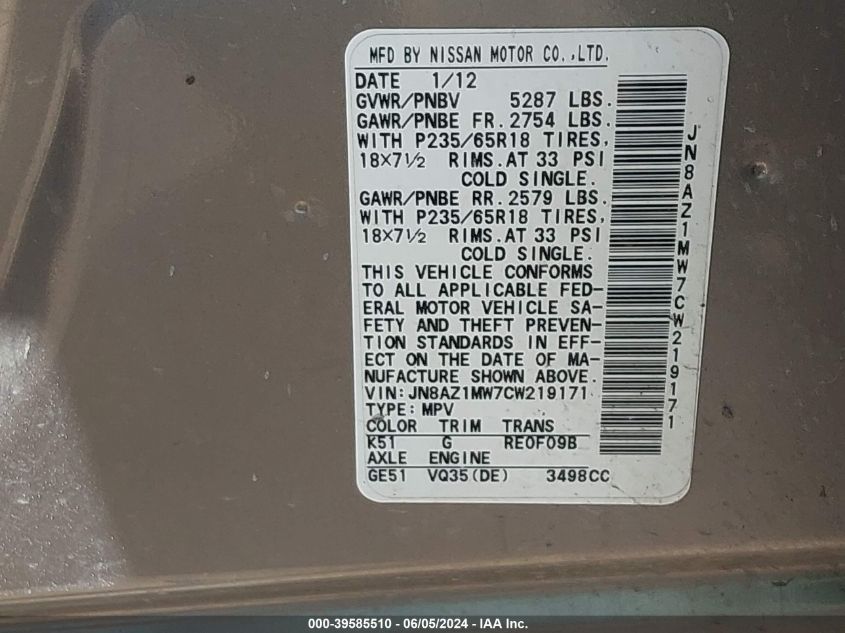 MFD BY NISSAN MOTOR CO.,LTD.
DATE 1/12
GVWR/PNBV 5287 LBS.
GAWR/PNBE FR. 2754 LBS.
WITH P235/65R18 TIRES,
18×7½ RIMS.AT 33 PSI
COLD SINGLE.
GAWR/PNBE RR. 2579 LBS.
WITH P235/65R18 TIRES,
18×7½ RIMS.AT 33 PSI
COLD SINGLE.
THIS VEHICLE CONFORMS
TO ALL APPLICABLE FED-
ERAL MOTOR VEHICLE SA-
FETY AND THEFT PREVEN-
TION STANDARDS IN EFF-
ECT ON THE DATE OF MA-
NUFACTURE SHOWN ABOVE.
VIN:JN8AZ1MW7CW219171
TYPE:MPV
COLOR TRIM TRANS
K51 G RE0F09B
AXLE ENGINE
GE51 VQ35(DE) 3498CC
JN8AZ1MW7CW219171
000-39585510 - 06/05/2024 - IAA Inc.